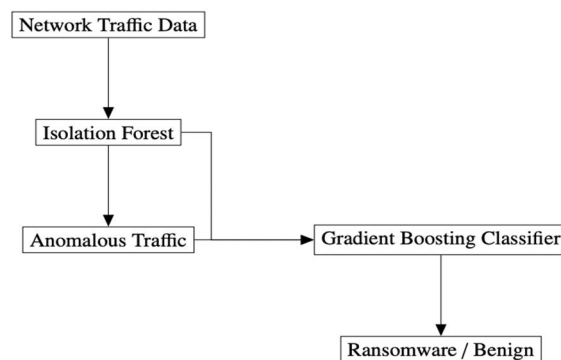 Network Traffic Data
Isolation Forest
Anomalous Traffic
Gradient Boosting Classifier
Ransomware / Benign